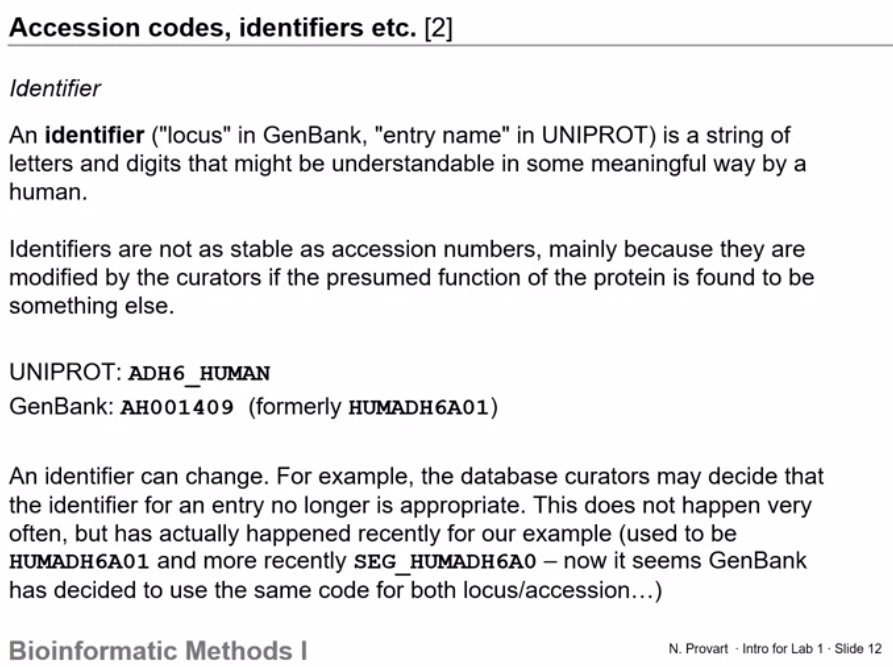 Accession codes, identifiers etc. [2]
Identifier
An identifier ("locus" in GenBank, "entry name" in UNIPROT) is a string of
letters and digits that might be understandable in some meaningful way by a
human.
Identifiers are not as stable as accession numbers, mainly because they are
modified by the curators if the presumed function of the protein is found to be
something else.
UNIPROT: ADH6_HUMAN
GenBank: AH001409 (formerly HUMADH6A01)
An identifier can change. For example, the database curators may decide that
the identifier for an entry no longer is appropriate. This does not happen very
often, but has actually happened recently for our example (used to be
HUMADH6A01 and more recently SEG_HUMADH6A0 – now it seems GenBank
has decided to use the same code for both locus/accession…)
Bioinformatic Methods I
N. Provart · Intro for Lab 1 · Slide 12